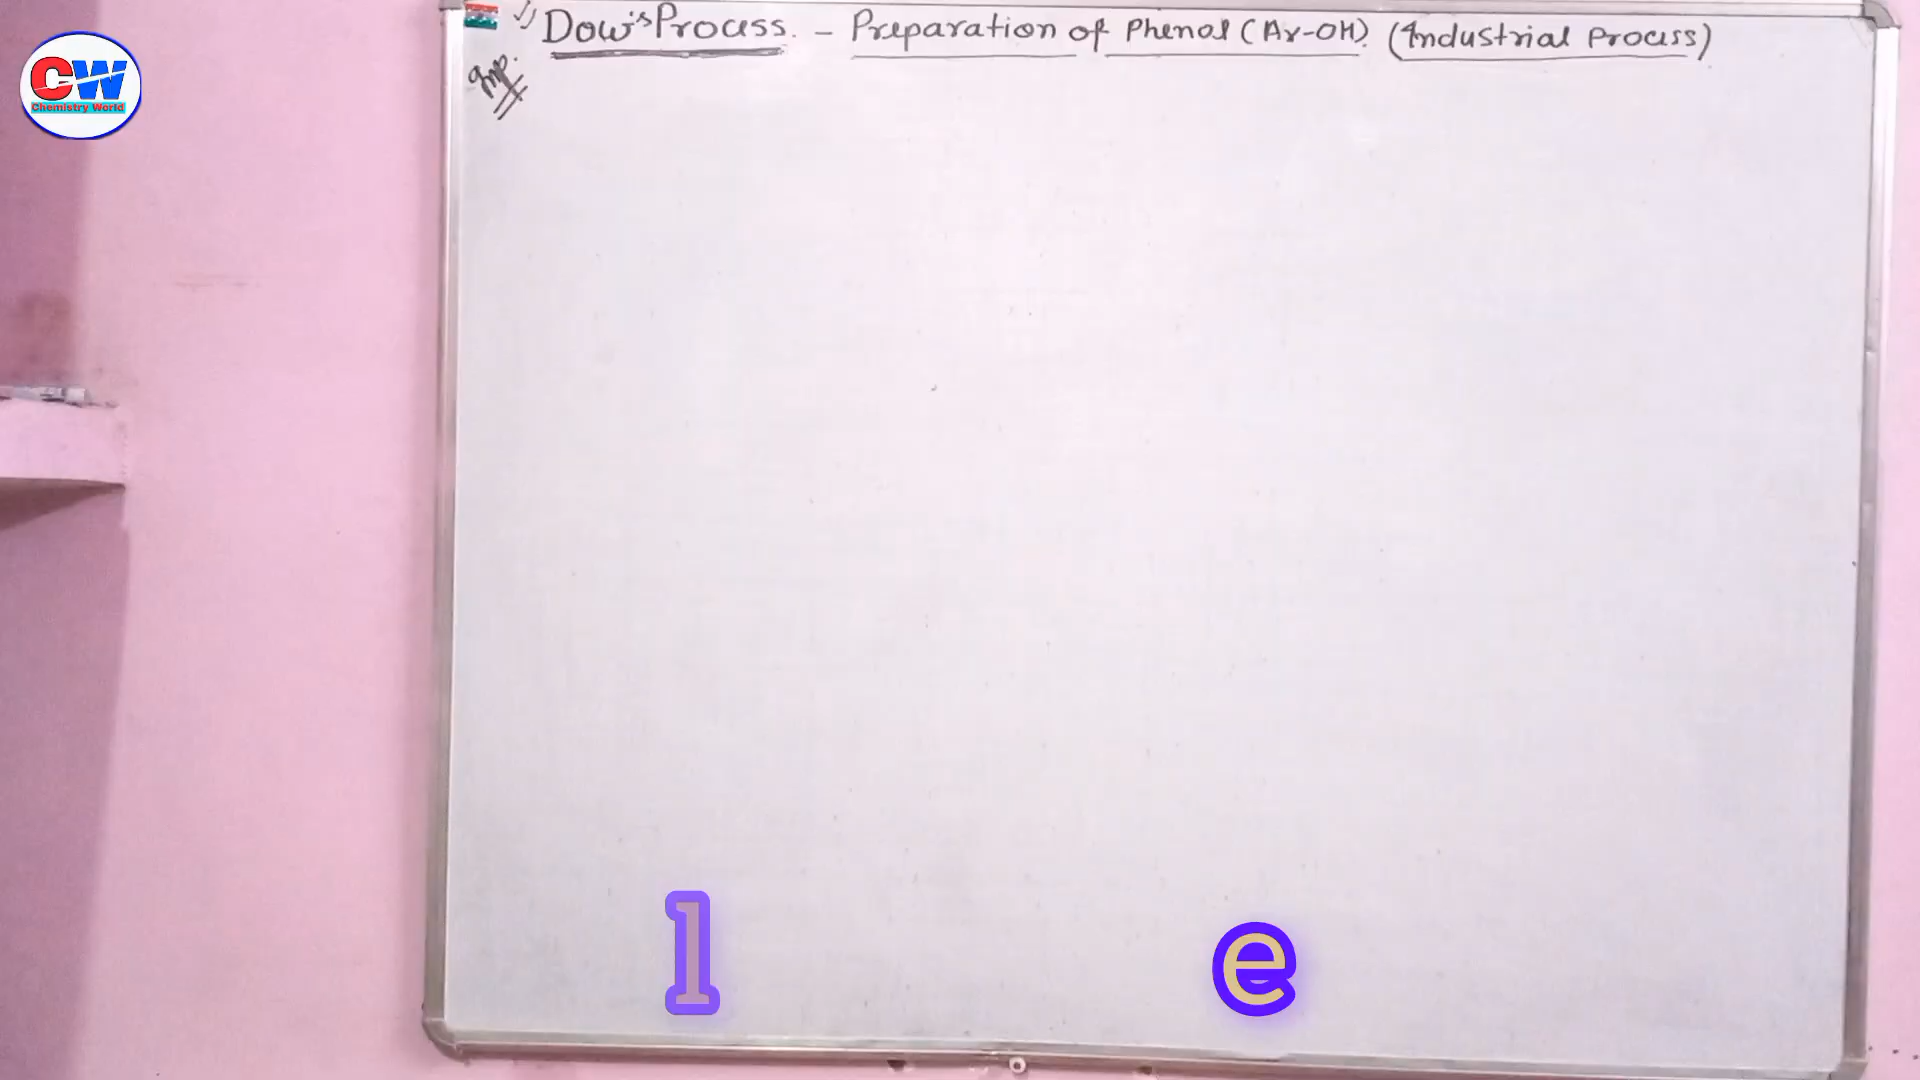 CW
Chemistry World
Dow's Process. - Preparation of Phenol (Ar-OH). (Industrial Process)
Imp.
l e